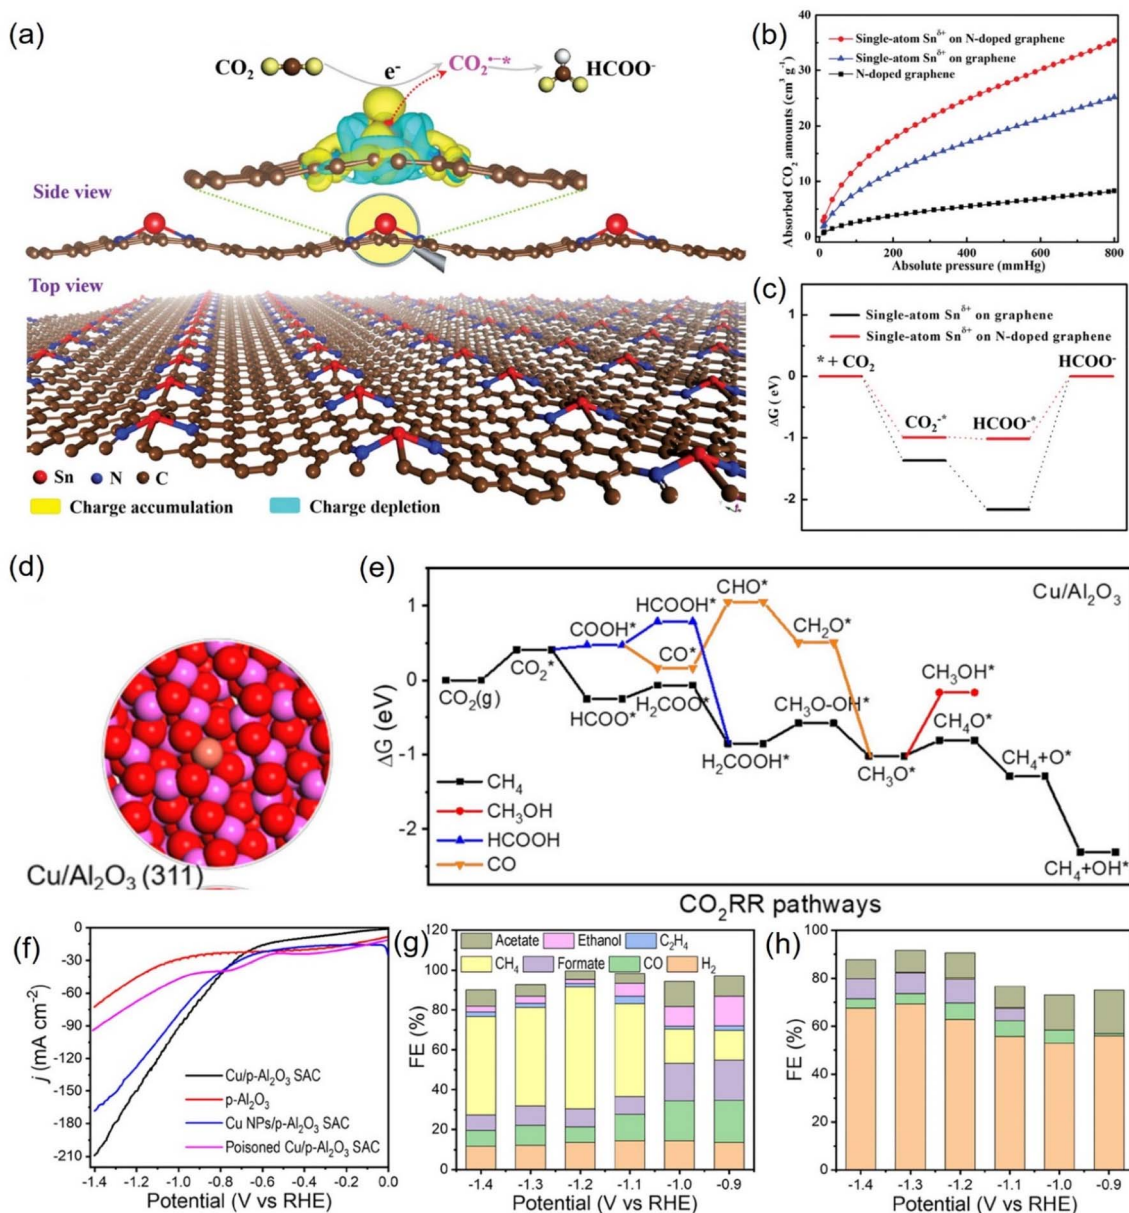 (a)
CO₂
e⁻
CO₂•⁻*
HCOO⁻
Side view
Top view
Sn
N
C
Charge accumulation
Charge depletion
(b)
Single-atom Snδ+ on N-doped graphene
Single-atom Snδ+ on graphene
N-doped graphene
Absorbed CO₂ amounts (cm³ g⁻¹)
40
30
20
10
0
0 200 400 600 800
Absolute pressure (mmHg)
(c)
Single-atom Snδ+ on graphene
Single-atom Snδ+ on N-doped graphene
ΔG ( eV)
1
0
-1
-2
* + CO₂
CO₂⁻*
HCOO⁻*
HCOO⁻
(d)
Cu/Al₂O₃ (311)
(e)
Cu/Al₂O₃
ΔG (eV)
1
0
-1
-2
CO₂(g)
CO₂*
COOH*
HCOOH*
CHO*
CH₂O*
CO*
HCOO*
H₂COO*
H₂COOH*
CH₃O-OH*
CH₃O*
CH₃OH*
CH₄O*
CH₄+O*
CH₄+OH*
CH₄
CH₃OH
HCOOH
CO
CO₂RR pathways
(f)
j (mA cm⁻²)
0
-30
-60
-90
-120
-150
-180
-210
Cu/p-Al₂O₃ SAC
p-Al₂O₃
Cu NPs/p-Al₂O₃ SAC
Poisoned Cu/p-Al₂O₃ SAC
-1.4 -1.2 -1.0 -0.8 -0.6 -0.4 -0.2 0.0
Potential (V vs RHE)
(g)
Acetate Ethanol C₂H₄
CH₄ Formate CO H₂
FE (%)
120
100
80
60
40
20
0
-1.4 -1.3 -1.2 -1.1 -1.0 -0.9
Potential (V vs RHE)
(h)
FE (%)
100
80
60
40
20
0
-1.4 -1.3 -1.2 -1.1 -1.0 -0.9
Potential (V vs RHE)